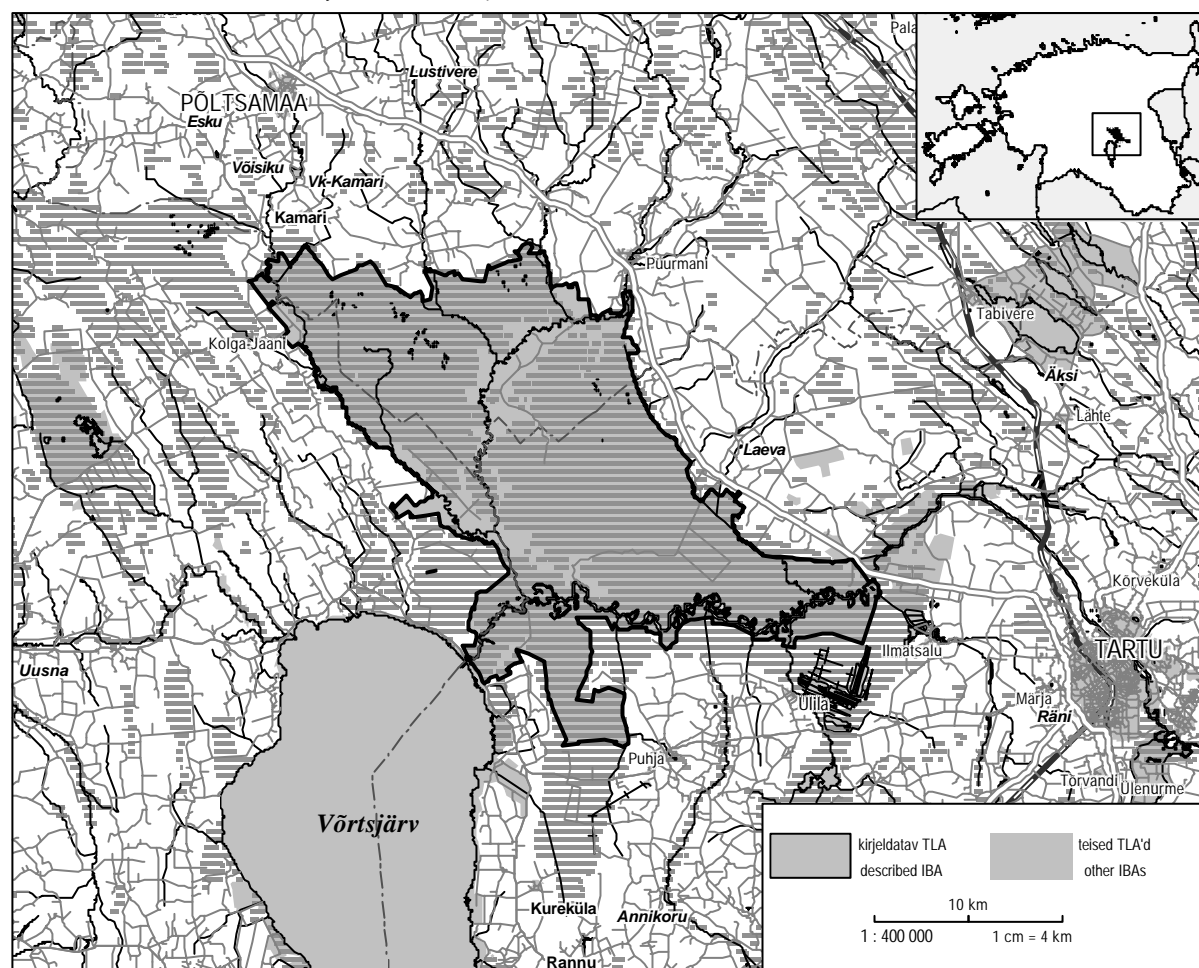 Pala
Lustivere
PÕLTSAMAA
Esku
Võisiku
Vk-Kamari
Kamari
Puurmani
Tabivere
Kolga-Jaani
Äksi
Lähte
Laeva
Kõrveküla
Ilmatsalu
TARTU
Uusna
Ülila
Märja
Räni
Puhja
Tõrvandi
Ülenurme
Võrtsjärv
kirjeldatav TLA
described IBA
teised TLA'd
other IBAs
Kureküla
Annikoru
10 km
1 : 400 000
1 cm = 4 km
Rannu